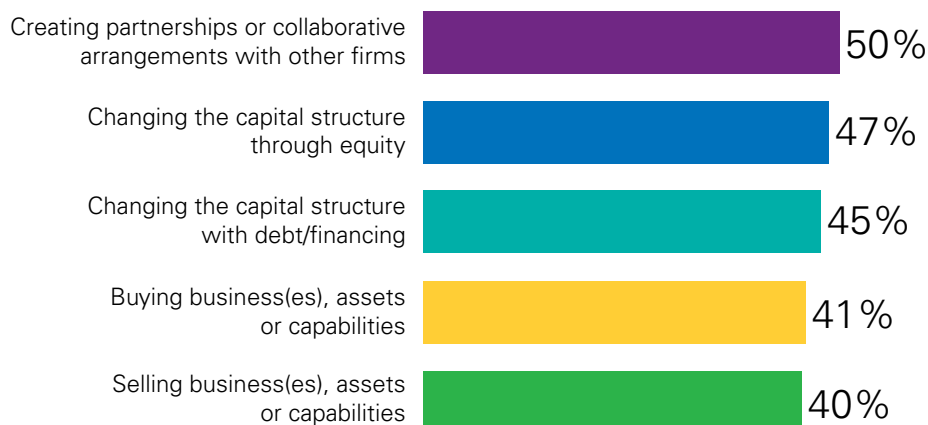 Creating partnerships or collaborative
arrangements with other firms
50%
Changing the capital structure
through equity
47%
Changing the capital structure
with debt/financing
45%
Buying business(es), assets
or capabilities
41%
Selling business(es), assets
or capabilities
40%